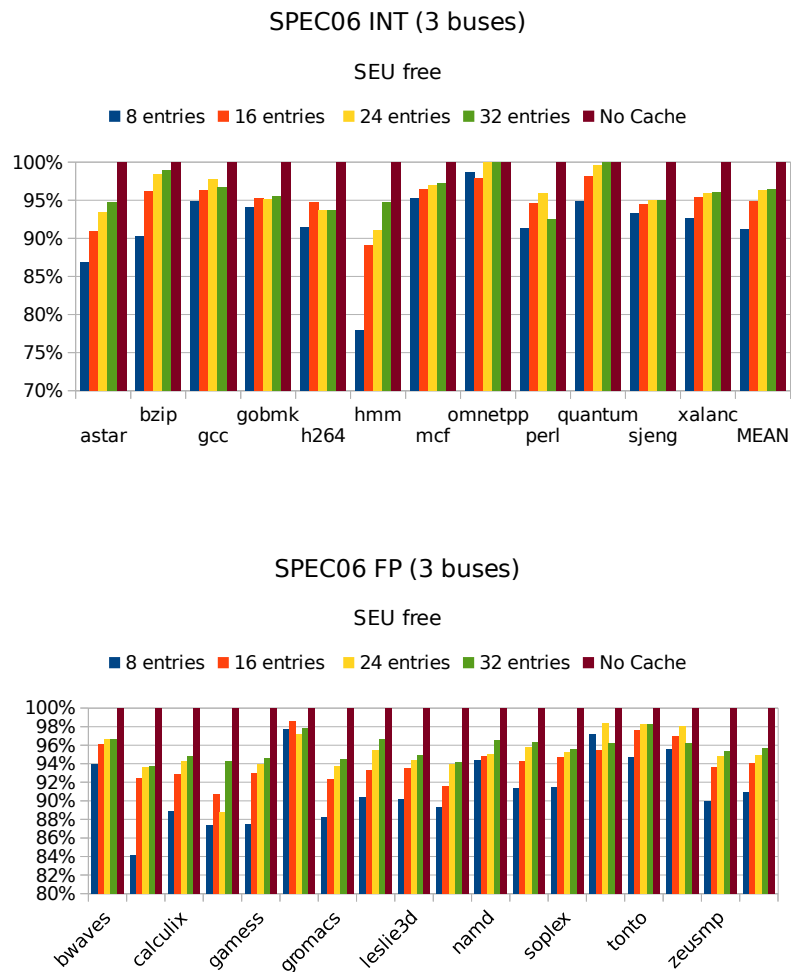 SPEC06 INT (3 buses)
SEU free
8 entries 16 entries 24 entries 32 entries No Cache
100%
95%
90%
85%
80%
75%
70%
bzip gobmk hmm omnetpp quantum xalanc
astar gcc h264 mcf perl sjeng MEAN
SPEC06 FP (3 buses)
SEU free
8 entries 16 entries 24 entries 32 entries No Cache
100%
98%
96%
94%
92%
90%
88%
86%
84%
82%
80%
bwaves calculix gamess gromacs leslie3d namd soplex tonto zeusmp